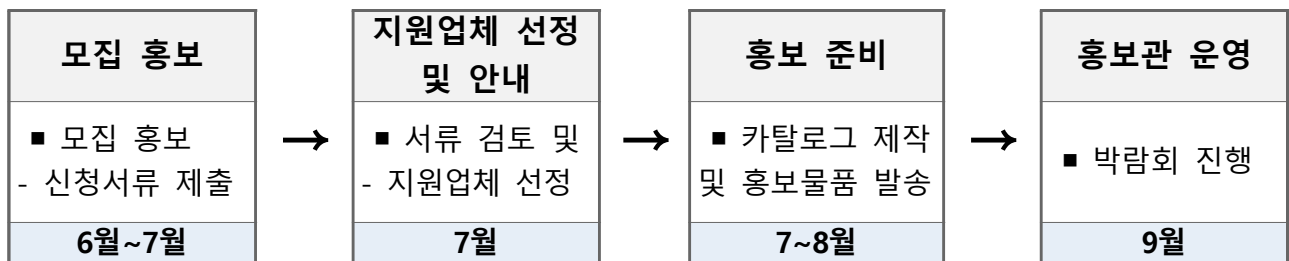 모집 홍보
■ 모집 홍보
- 신청서류 제출
6월~7월
→
지원업체 선정
및 안내
■ 서류 검토 및
- 지원업체 선정
7월
→
홍보 준비
■ 카탈로그 제작
및 홍보물품 발송
7~8월
→
홍보관 운영
■ 박람회 진행
9월